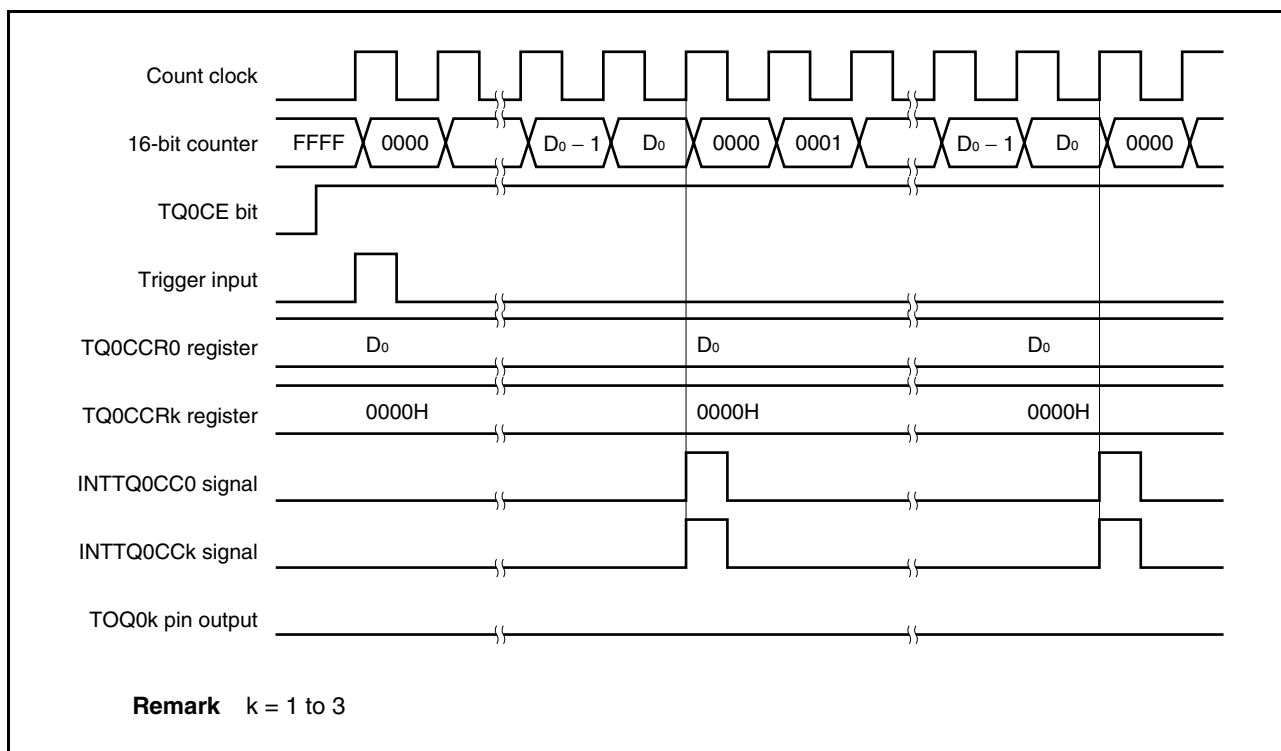 Count clock
16-bit counter FFFF 0000 D0 − 1 D0 0000 0001 D0 − 1 D0 0000
TQ0CE bit
Trigger input
TQ0CCR0 register D0 D0 D0
TQ0CCRk register 0000H 0000H 0000H
INTTQ0CC0 signal
INTTQ0CCk signal
TOQ0k pin output
Remark k = 1 to 3